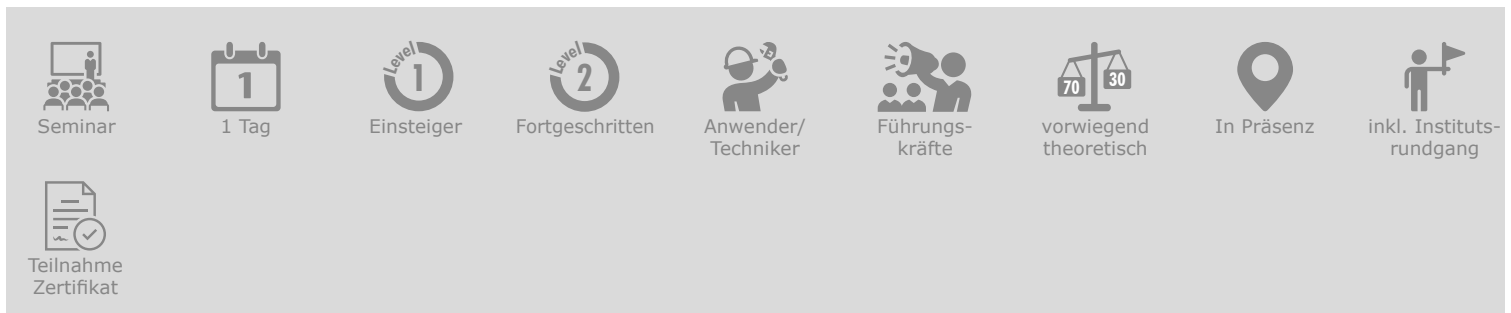 Seminar
1
1 Tag
Level
1
Einsteiger
Level
2
Fortgeschritten
Anwender/
Techniker
Führungs-
kräfte
70
30
vorwiegend
theoretisch
In Präsenz
inkl. Instituts-
rundgang
Teilnahme
Zertifikat